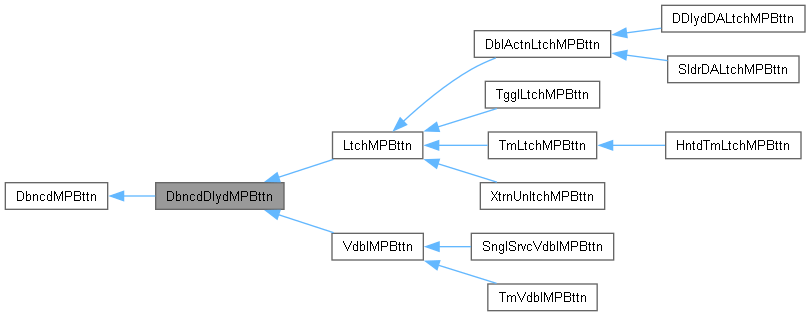 DDlydDALtchMPBttn
DblActnLtchMPBttn
SldrDALtchMPBttn
TgglLtchMPBttn
LtchMPBttn
TmLtchMPBttn
HntdTmLtchMPBttn
DbncdMPBttn
DbncdDlydMPBttn
XtrnUnltchMPBttn
VdblMPBttn
SnglSrvcVdblMPBttn
TmVdblMPBttn